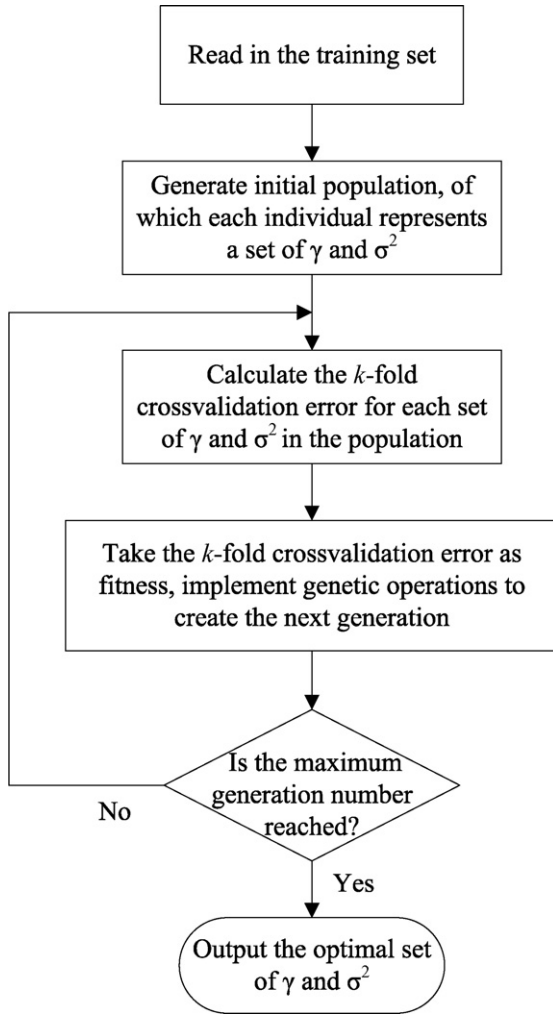 Read in the training set
Generate initial population, of
which each individual represents
a set of γ and σ²
Calculate the k-fold
crossvalidation error for each set
of γ and σ² in the population
Take the k-fold crossvalidation error as
fitness, implement genetic operations to
create the next generation
Is the maximum
generation number
reached?
No
Yes
Output the optimal set
of γ and σ²